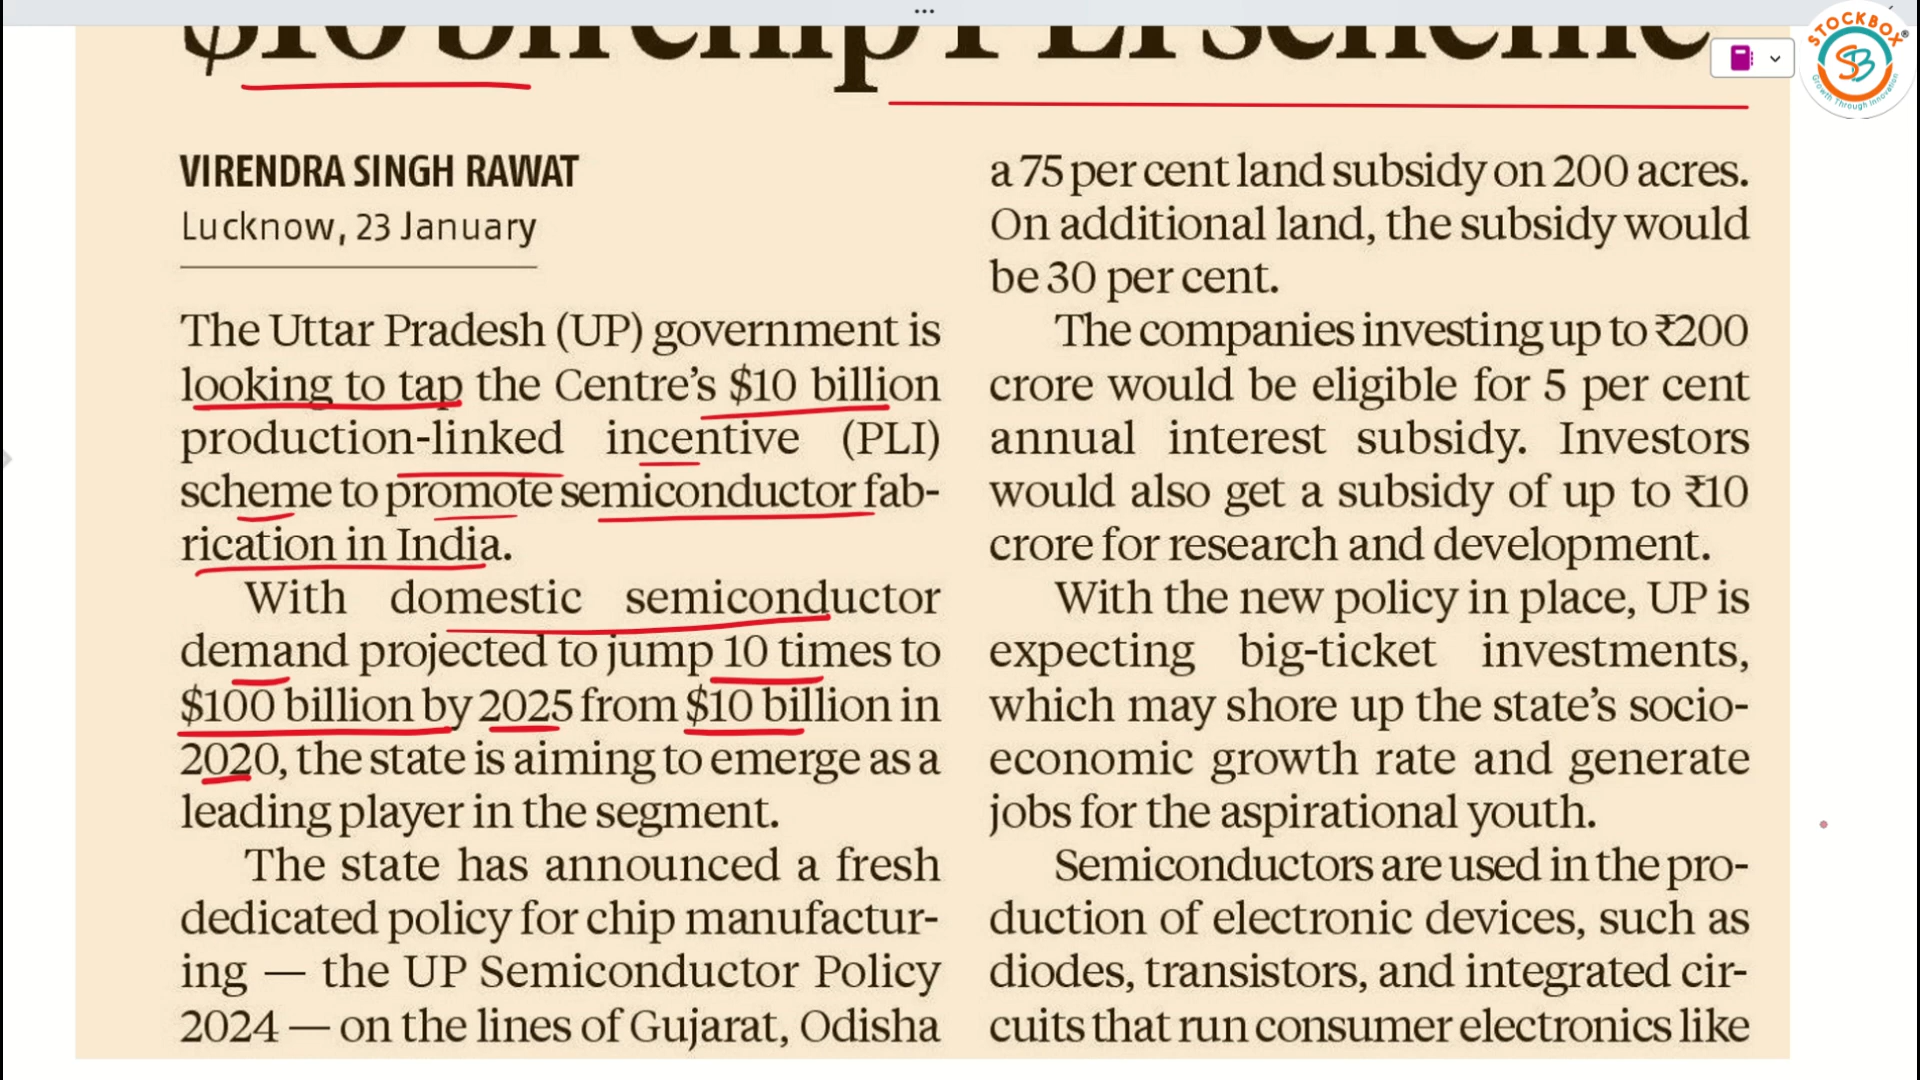 $10 bn chip PLI scheme
VIRENDRA SINGH RAWAT
Lucknow, 23 January
The Uttar Pradesh (UP) government is
looking to tap the Centre’s $10 billion
production-linked incentive (PLI)
scheme to promote semiconductor fab-
rication in India.
With domestic semiconductor
demand projected to jump 10 times to
$100 billion by 2025 from $10 billion in
2020, the state is aiming to emerge as a
leading player in the segment.
The state has announced a fresh
dedicated policy for chip manufactur-
ing — the UP Semiconductor Policy
2024 — on the lines of Gujarat, Odisha
a 75 per cent land subsidy on 200 acres.
On additional land, the subsidy would
be 30 per cent.
The companies investing up to ₹200
crore would be eligible for 5 per cent
annual interest subsidy. Investors
would also get a subsidy of up to ₹10
crore for research and development.
With the new policy in place, UP is
expecting big-ticket investments,
which may shore up the state’s socio-
economic growth rate and generate
jobs for the aspirational youth.
Semiconductors are used in the pro-
duction of electronic devices, such as
diodes, transistors, and integrated cir-
cuits that run consumer electronics like
STOCKBOX®
SB
Growth Through Innovation